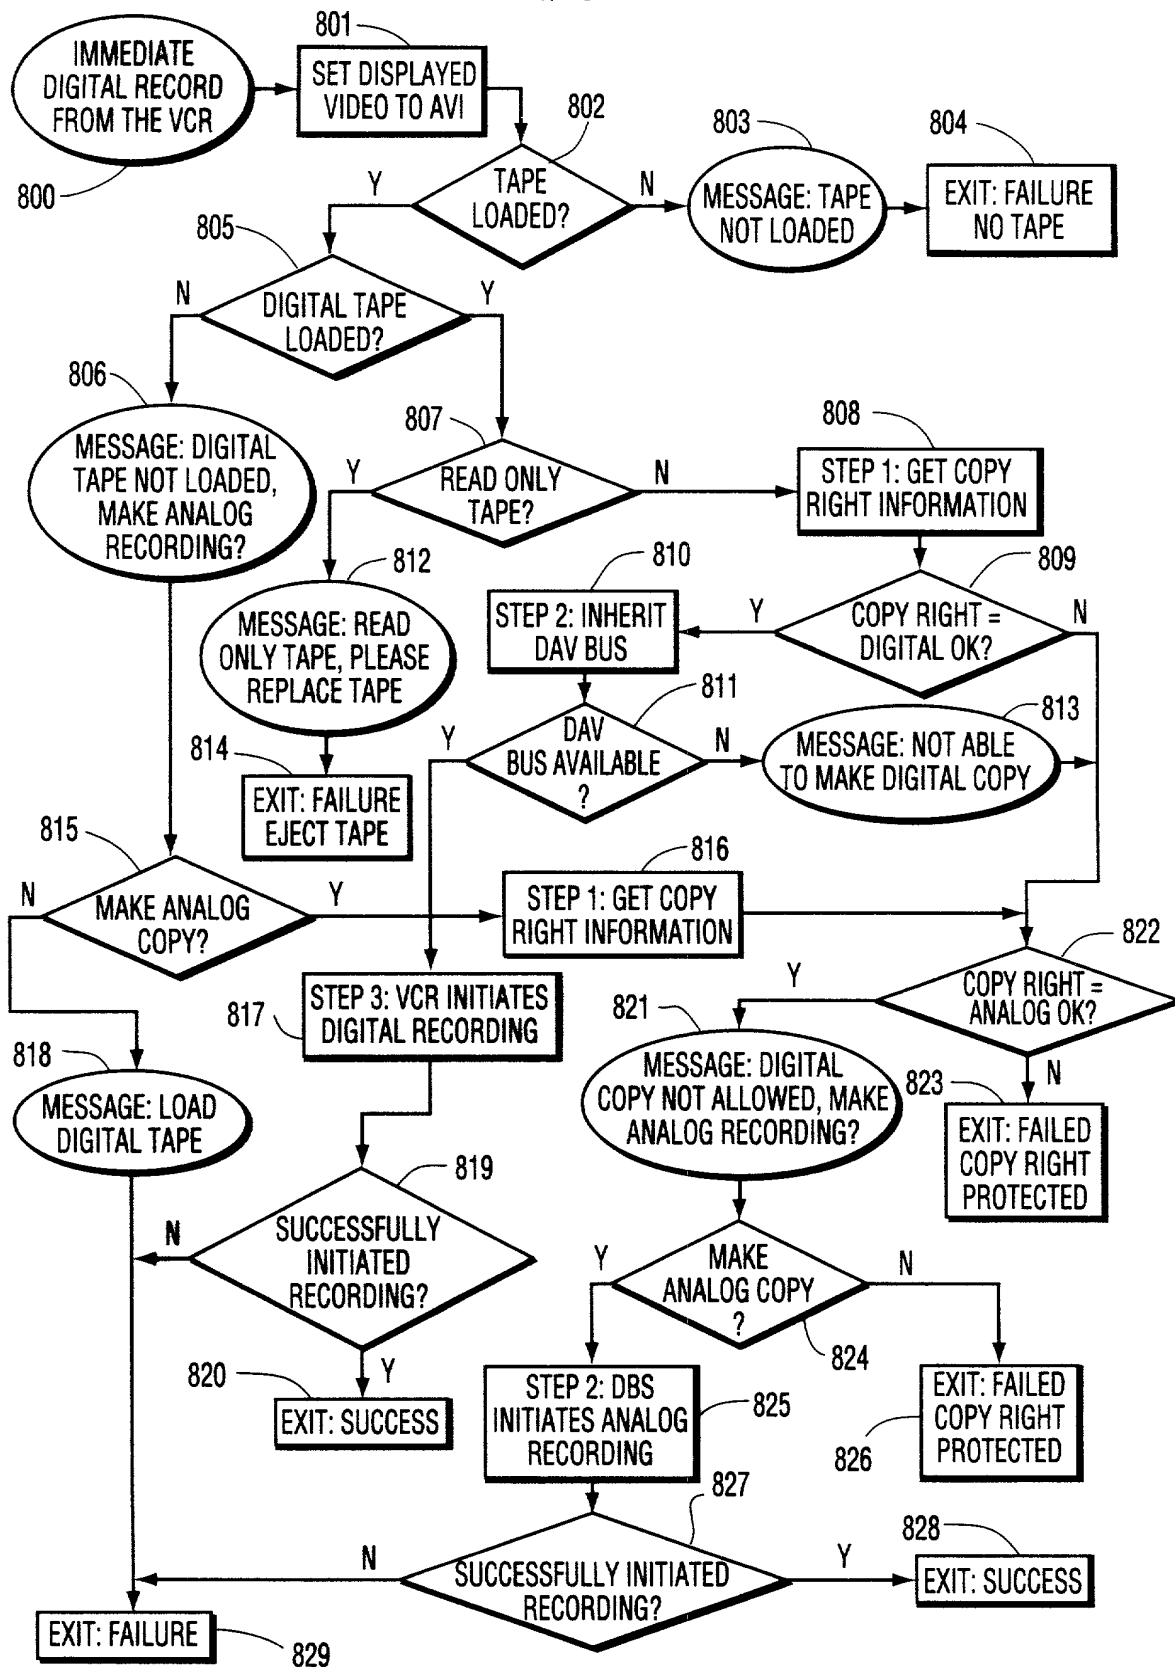 801
IMMEDIATE
DIGITAL RECORD
FROM THE VCR
800
SET DISPLAYED
VIDEO TO AVI
802
TAPE
LOADED?
Y
N
803
MESSAGE: TAPE
NOT LOADED
804
EXIT: FAILURE
NO TAPE
805
DIGITAL TAPE
LOADED?
N
Y
806
MESSAGE: DIGITAL
TAPE NOT LOADED,
MAKE ANALOG
RECORDING?
807
READ ONLY
TAPE?
Y
N
808
STEP 1: GET COPY
RIGHT INFORMATION
809
COPY RIGHT =
DIGITAL OK?
Y
N
810
STEP 2: INHERIT
DAV BUS
812
MESSAGE: READ
ONLY TAPE, PLEASE
REPLACE TAPE
811
DAV
BUS AVAILABLE
?
Y
N
813
MESSAGE: NOT ABLE
TO MAKE DIGITAL COPY
814
EXIT: FAILURE
EJECT TAPE
815
MAKE ANALOG
COPY?
N
Y
816
STEP 1: GET COPY
RIGHT INFORMATION
822
COPY RIGHT =
ANALOG OK?
Y
N
817
STEP 3: VCR INITIATES
DIGITAL RECORDING
821
MESSAGE: DIGITAL
COPY NOT ALLOWED, MAKE
ANALOG RECORDING?
823
EXIT: FAILED
COPY RIGHT
PROTECTED
818
MESSAGE: LOAD
DIGITAL TAPE
819
SUCCESSFULLY
INITIATED
RECORDING?
N
Y
820
EXIT: SUCCESS
MAKE
ANALOG COPY
?
Y
N
824
STEP 2: DBS
INITIATES ANALOG
RECORDING
825
EXIT: FAILED
COPY RIGHT
PROTECTED
826
827
SUCCESSFULLY INITIATED
RECORDING?
N
Y
828
EXIT: SUCCESS
EXIT: FAILURE
829